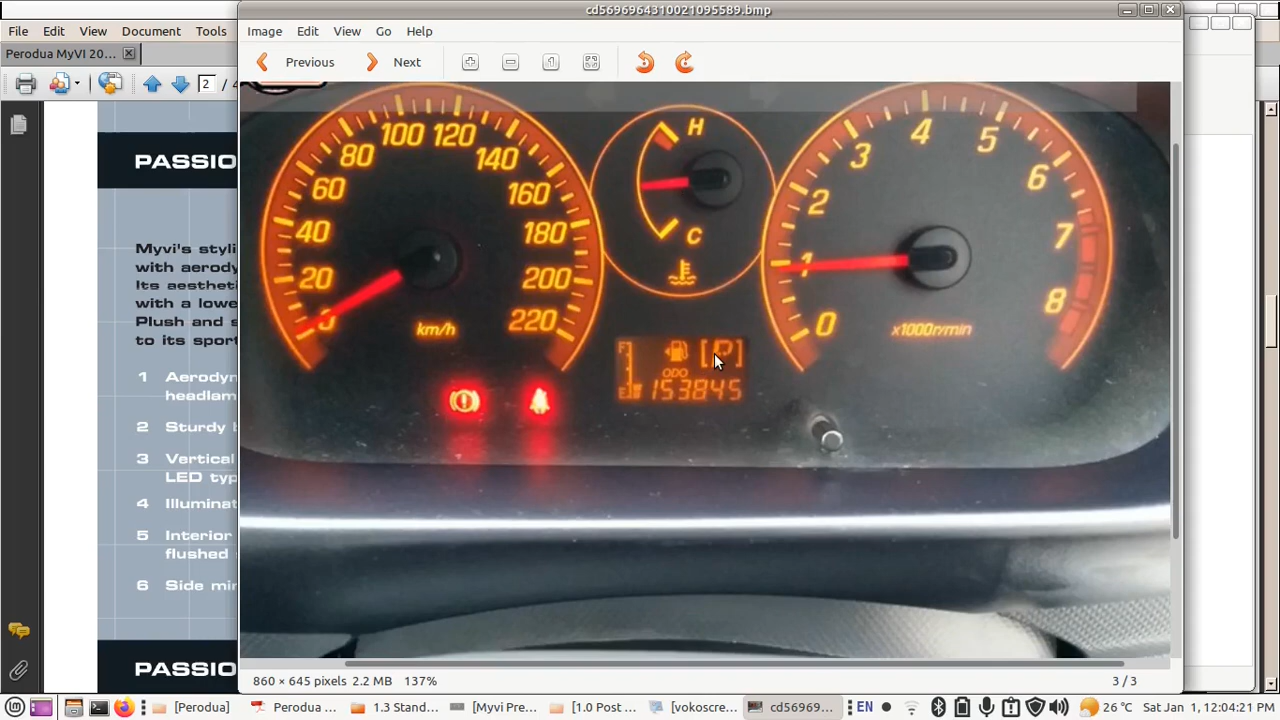 cd5696964310021095589.bmp
File Edit View Document Tools
Image Edit View Go Help
Perodua MyVI 20...
Previous Next
2 / 4
PASSIO
Myvi's styli
with aerody
Its aesthetic
with a lowe
Plush and s
to its sport
1 Aerodyn
headlam
2 Sturdy b
3 Vertical
LED typ
4 Illuminat
5 Interior
flushed
6 Side mir
PASSIO
0 20 40 60 80 100 120 140 160 180 200 220
km/h
H
C
0 1 2 3 4 5 6 7 8
x1000r/min
F
E
[P]
ODO
153845
860 × 645 pixels 2.2 MB 137%
3 / 3
[Perodua]
Perodua ...
1.3 Stand...
[Myvi Pre...
[1.0 Post ...
[vokoscre...
cd56969...
EN
26 °C
Sat Jan 1, 12:04:21 PM